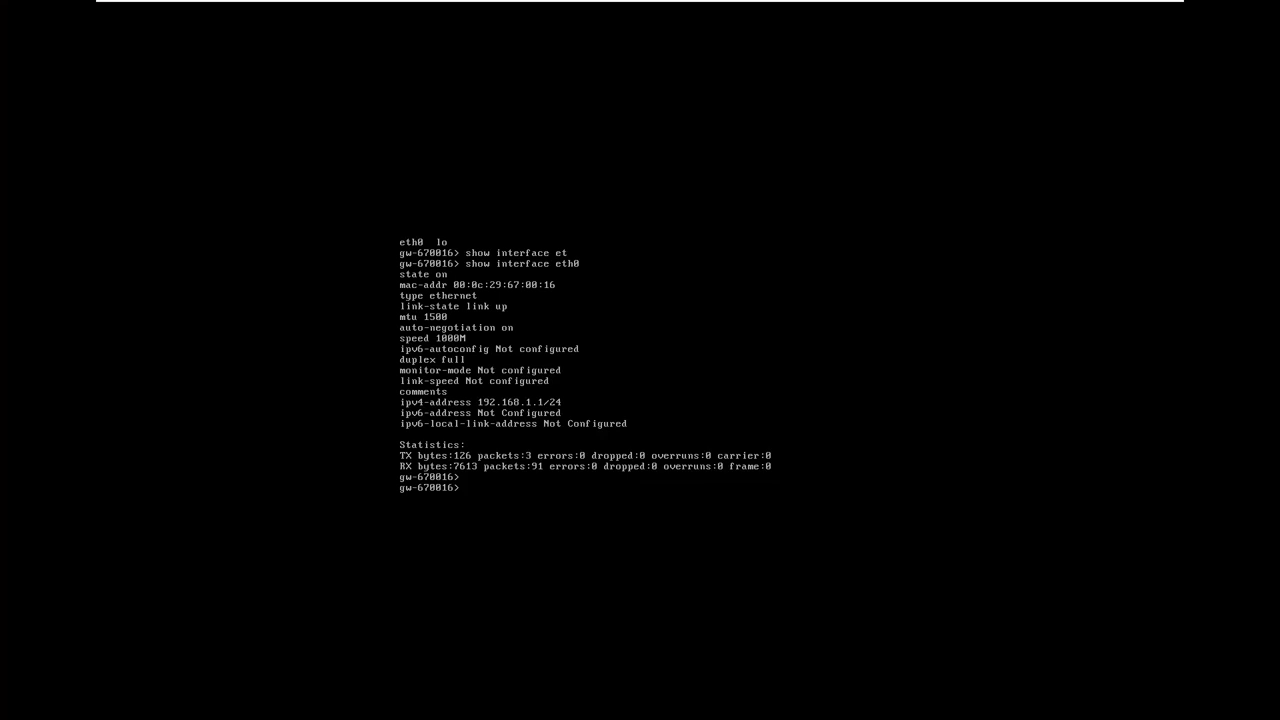 eth0  lo
gw-670016> show interface et
gw-670016> show interface eth0
state on
mac-addr 00:0c:29:67:00:16
type ethernet
link-state link up
mtu 1500
auto-negotiation on
speed 1000M
ipv6-autoconfig Not configured
duplex full
monitor-mode Not configured
link-speed Not configured
comments
ipv4-address 192.168.1.1/24
ipv6-address Not Configured
ipv6-local-link-address Not Configured
Statistics:
TX bytes:126 packets:3 errors:0 dropped:0 overruns:0 carrier:0
RX bytes:7613 packets:91 errors:0 dropped:0 overruns:0 frame:0
gw-670016>
gw-670016>